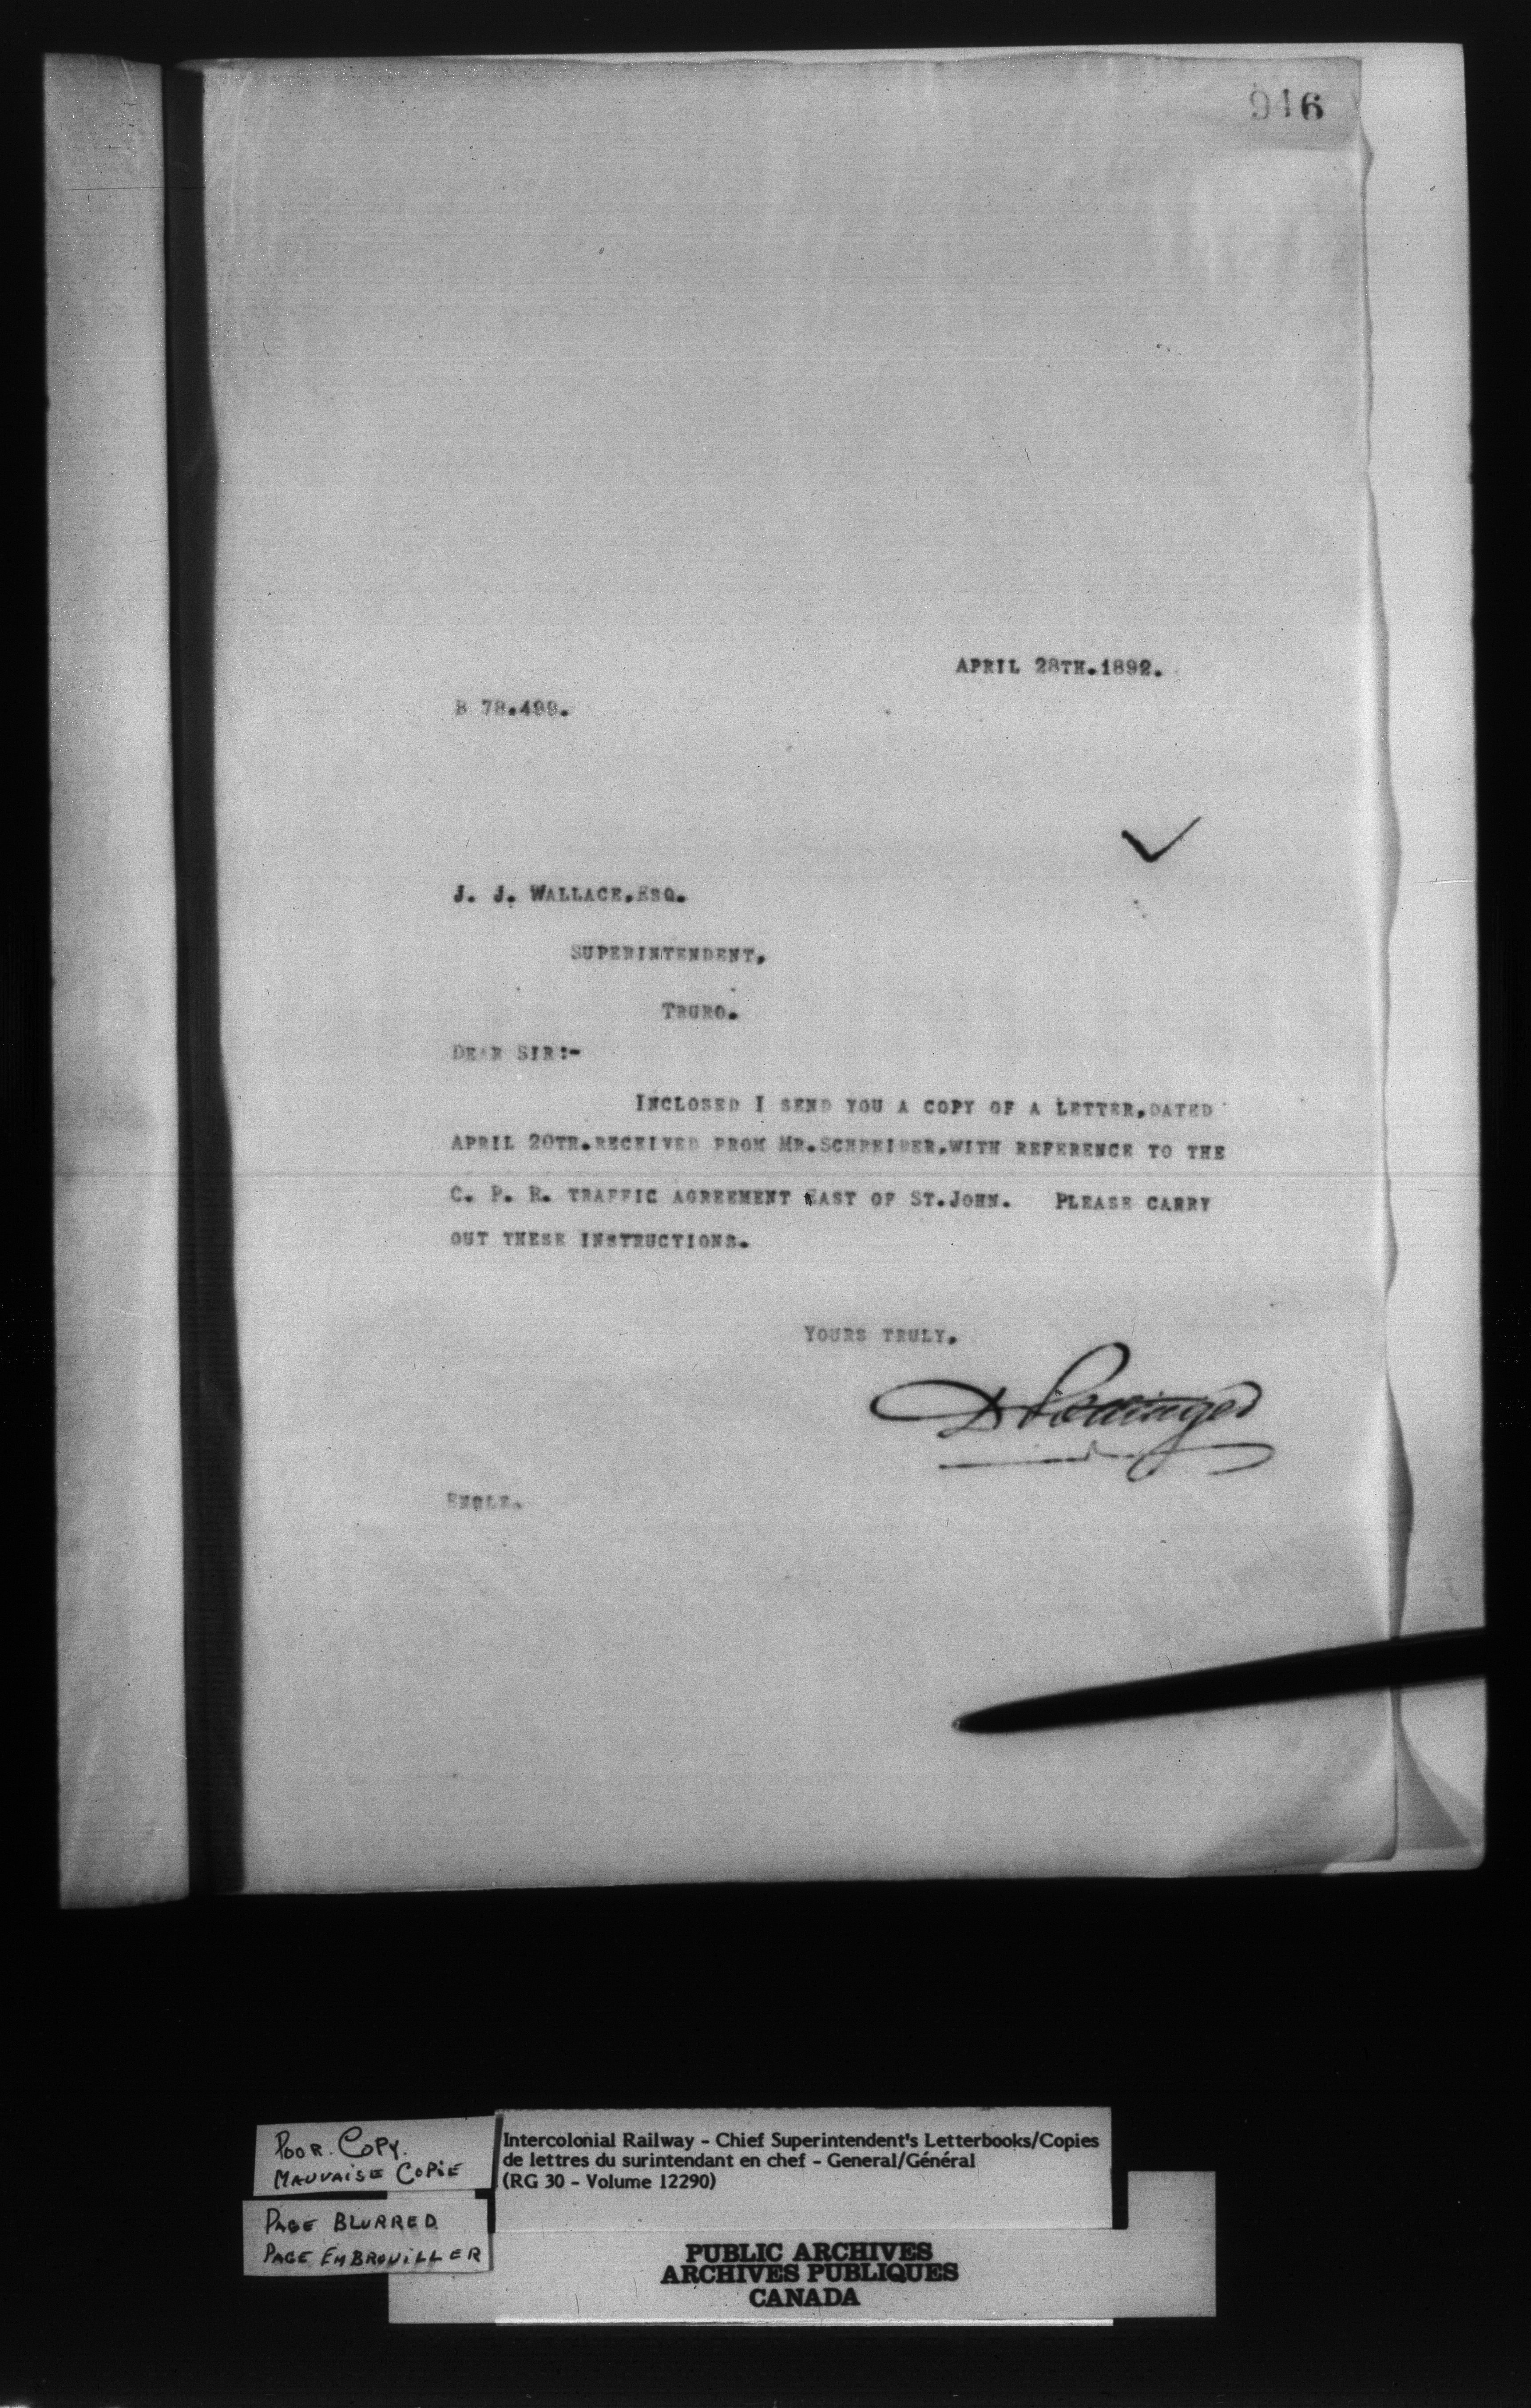 946
APRIL 28TH.1892.
B 78.499.
J. J. WALLACE,ESQ.
SUPERINTENDENT,
TRURO.
DEAR SIR:-
INCLOSED I SEND YOU A COPY OF A LETTER,DATED
APRIL 20TH.RECEIVED FROM MR.SCHREIBER,WITH REFERENCE TO THE
C. P. R. TRAFFIC AGREEMENT EAST OF ST.JOHN. PLEASE CARRY
OUT THESE INSTRUCTIONS.
YOURS TRULY,
D Pottinger
ENCLE.
POOR. COPY.
MAUVAISE COPIE
PAGE BLURRED
PAGE EMBROUILLER
Intercolonial Railway - Chief Superintendent's Letterbooks/Copies
de lettres du surintendant en chef - General/Général
(RG 30 - Volume 12290)
PUBLIC ARCHIVES
ARCHIVES PUBLIQUES
CANADA